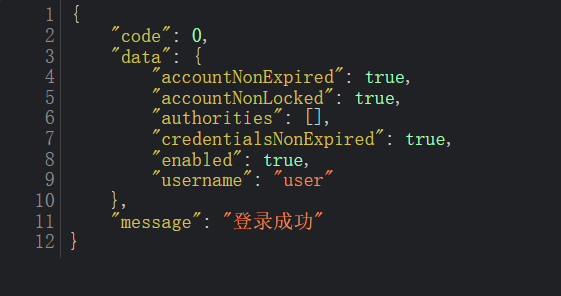 1 {
2     "code": 0,
3     "data": {
4         "accountNonExpired": true,
5         "accountNonLocked": true,
6         "authorities": [],
7         "credentialsNonExpired": true,
8         "enabled": true,
9         "username": "user"
10     },
11     "message": "登录成功"
12 }